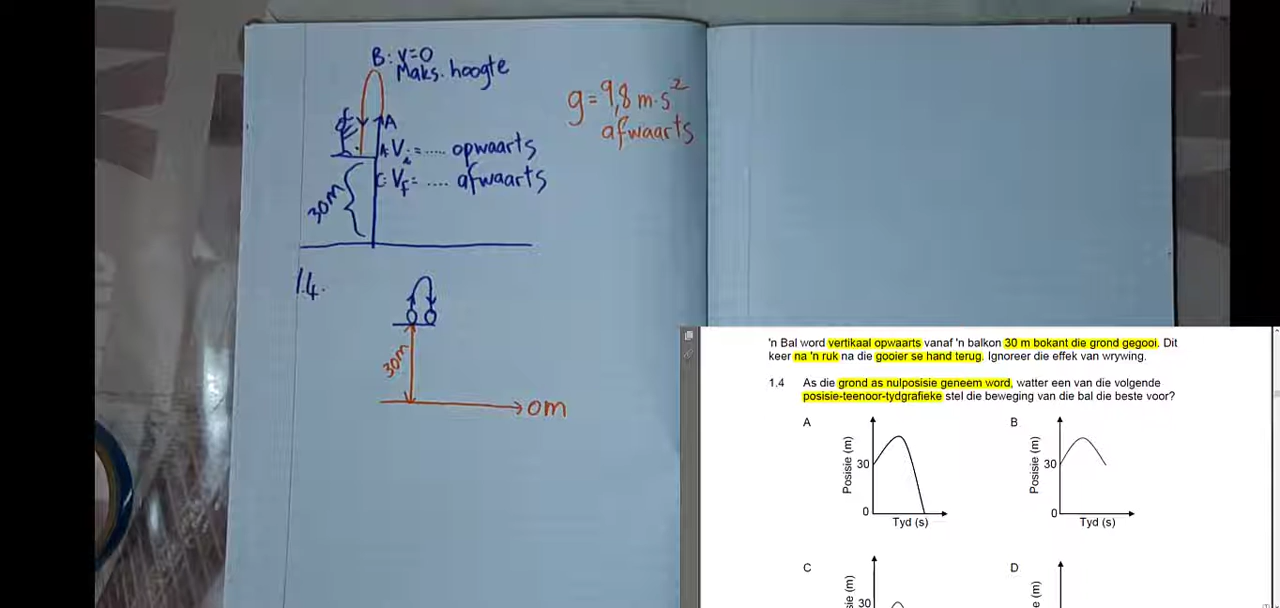 B: v=0
Maks. hoogte
g=9,8 m·s²
afwaarts
A
A: Vi = ..... opwaarts
C: Vf = .... afwaarts
30m
1.4.
30m
0m
'n Bal word vertikaal opwaarts vanaf 'n balkon 30 m bokant die grond gegooi. Dit
keer na 'n ruk na die gooier se hand terug. Ignoreer die effek van wrywing.
1.4 As die grond as nulposisie geneem word, watter een van die volgende
posisie-teenoor-tydgrafieke stel die beweging van die bal die beste voor?
A
Posisie (m)
30
0
Tyd (s)
B
Posisie (m)
30
0
Tyd (s)
C
30
D